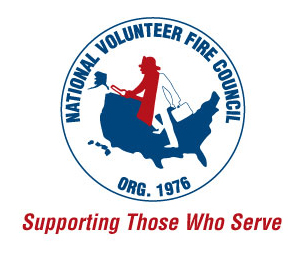 NATIONAL VOLUNTEER FIRE COUNCIL
ORG. 1976
Supporting Those Who Serve